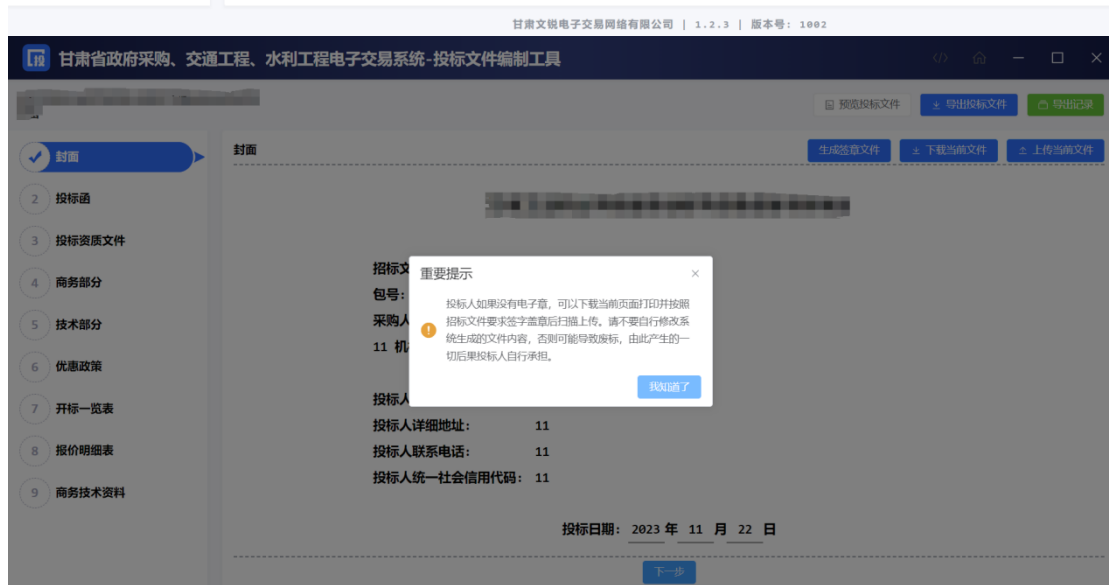 甘肃文锐电子交易网络有限公司 | 1.2.3 | 版本号: 1002
甘肃省政府采购、交通工程、水利工程电子交易系统-投标文件编制工具
预览投标文件 导出投标文件 导出记录
封面
2 投标函
3 投标资质文件
4 商务部分
5 技术部分
6 优惠政策
7 开标一览表
8 报价明细表
9 商务技术资料
封面 生成签章文件 下载当前文件 上传当前文件
招标文
包号:
采购人
11 机
投标人
投标人详细地址: 11
投标人联系电话: 11
投标人统一社会信用代码: 11
投标日期: 2023 年 11 月 22 日
下一步
重要提示
投标人如果没有电子章，可以下载当前页面打印并按照
招标文件要求签字盖章后扫描上传。请不要自行修改系
统生成的文件内容，否则可能导致废标，由此产生的一
切后果投标人自行承担。
我知道了